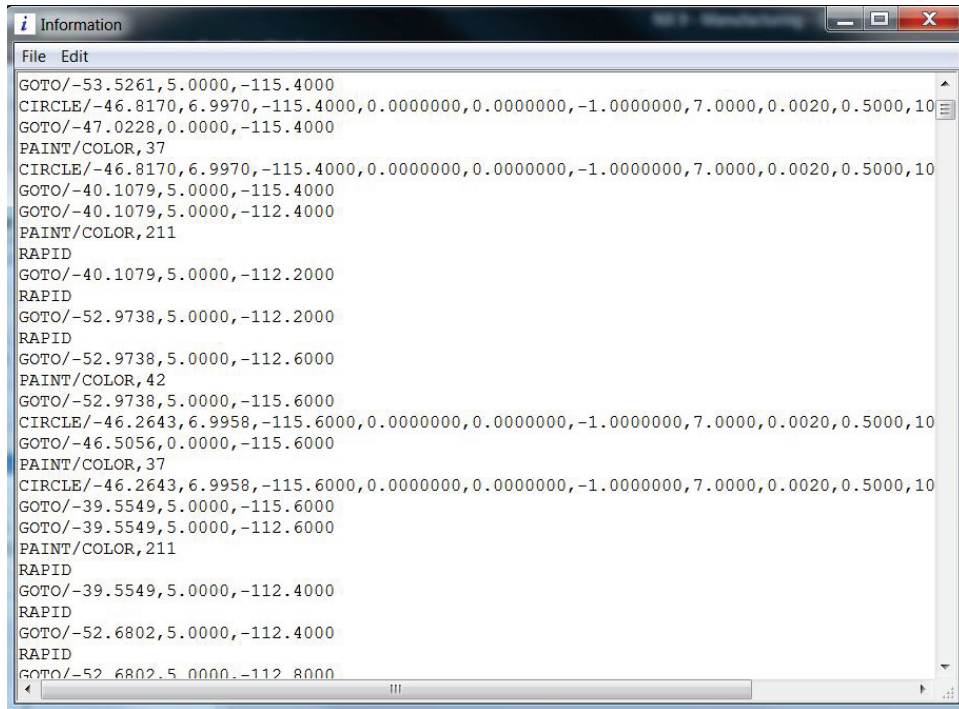 Information
File Edit
GOTO/-53.5261,5.0000,-115.4000
CIRCLE/-46.8170,6.9970,-115.4000,0.0000000,0.0000000,-1.0000000,7.0000,0.0020,0.5000,10
GOTO/-47.0228,0.0000,-115.4000
PAINT/COLOR,37
CIRCLE/-46.8170,6.9970,-115.4000,0.0000000,0.0000000,-1.0000000,7.0000,0.0020,0.5000,10
GOTO/-40.1079,5.0000,-115.4000
GOTO/-40.1079,5.0000,-112.4000
PAINT/COLOR,211
RAPID
GOTO/-40.1079,5.0000,-112.2000
RAPID
GOTO/-52.9738,5.0000,-112.2000
RAPID
GOTO/-52.9738,5.0000,-112.6000
PAINT/COLOR,42
GOTO/-52.9738,5.0000,-115.6000
CIRCLE/-46.2643,6.9958,-115.6000,0.0000000,0.0000000,-1.0000000,7.0000,0.0020,0.5000,10
GOTO/-46.5056,0.0000,-115.6000
PAINT/COLOR,37
CIRCLE/-46.2643,6.9958,-115.6000,0.0000000,0.0000000,-1.0000000,7.0000,0.0020,0.5000,10
GOTO/-39.5549,5.0000,-115.6000
GOTO/-39.5549,5.0000,-112.6000
PAINT/COLOR,211
RAPID
GOTO/-39.5549,5.0000,-112.4000
RAPID
GOTO/-52.6802,5.0000,-112.4000
RAPID
GOTO/-52.6802,5.0000,-112.8000